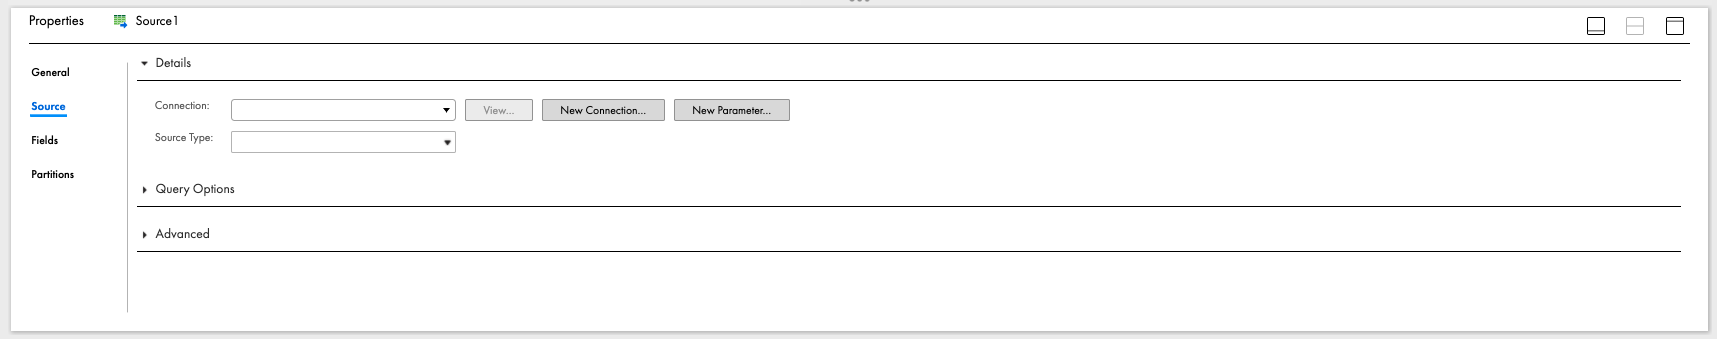 Properties Source1
General
Source
Fields
Partitions
Details
Connection: View... New Connection... New Parameter...
Source Type:
Query Options
Advanced